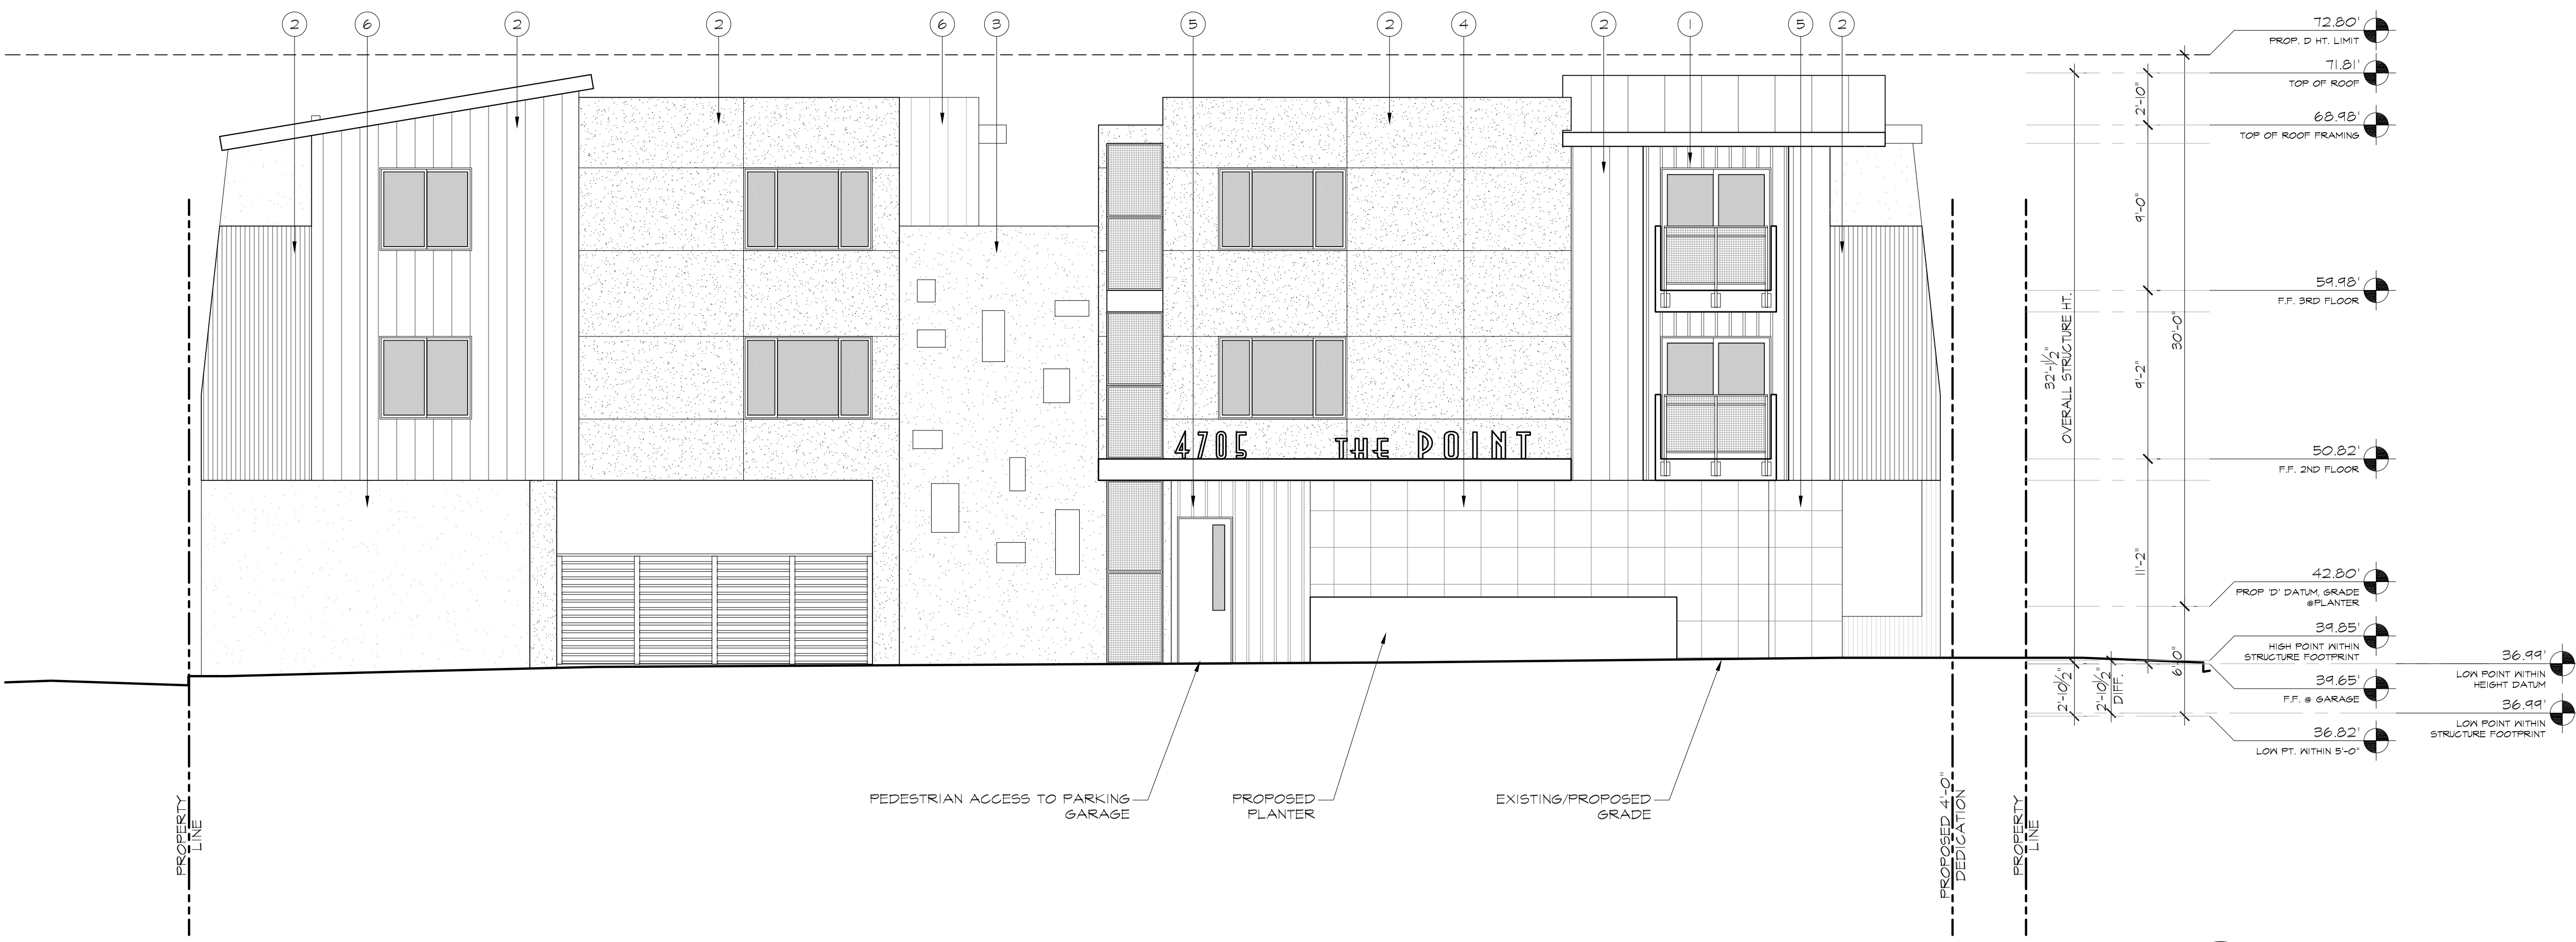 2
6
2
2
6
3
5
2
4
2
1
5
2
72.80'
PROP. D HT. LIMIT
71.81'
TOP OF ROOF
68.98'
TOP OF ROOF FRAMING
59.98'
F.F. 3RD FLOOR
50.82'
F.F. 2ND FLOOR
42.80'
PROP 'D' DATUM, GRADE
@PLANTER
39.85'
HIGH POINT WITHIN
STRUCTURE FOOTPRINT
36.99'
LOW POINT WITHIN
HEIGHT DATUM
39.65'
F.F. @ GARAGE
36.99'
LOW POINT WITHIN
STRUCTURE FOOTPRINT
36.82'
LOW PT. WITHIN 5'-0"
32'-1½"
OVERALL STRUCTURE HT.
2'-10"
9'-0"
9'-2"
11'-2"
30'-0"
6'-0"
2'-10½"
2'-10½"
DIFF.
4705 THE POINT
PEDESTRIAN ACCESS TO PARKING
GARAGE
PROPOSED
PLANTER
EXISTING/PROPOSED
GRADE
PROPERTY
LINE
PROPOSED 4'-0"
DEDICATION
PROPERTY
LINE